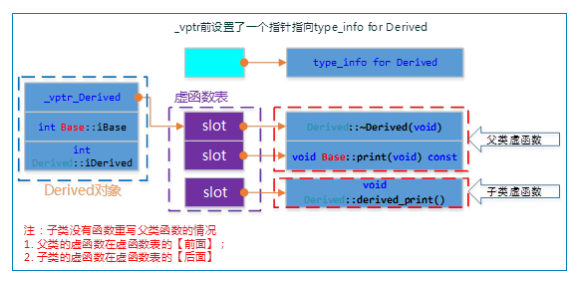 _vptr前设置了一个指针指向type_info for Derived
type_info for Derived
_vptr_Derived
int Base::iBase
int
Derived::iDerived
Derived对象
虚函数表
slot
slot
slot
Derived::~Derived(void)
void Base::print(void) const
void
Derived::derived_print()
父类虚函数
子类虚函数
注：子类没有函数重写父类函数的情况
1. 父类的虚函数在虚函数表的【前面】；
2. 子类的虚函数在虚函数表的【后面】